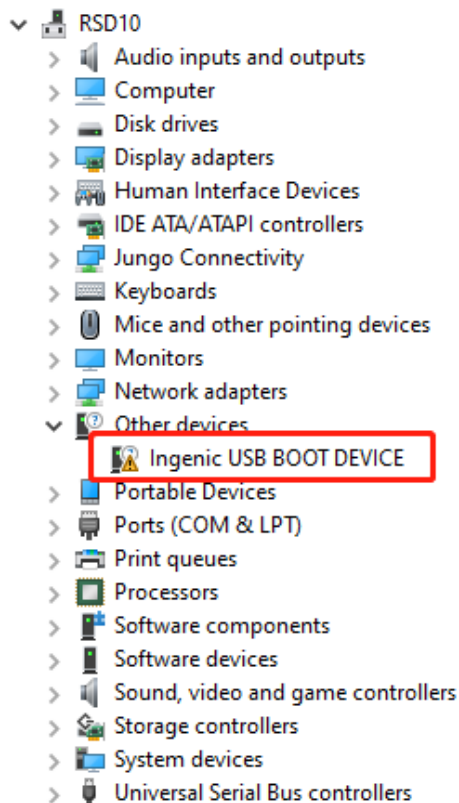 RSD10
Audio inputs and outputs
Computer
Disk drives
Display adapters
Human Interface Devices
IDE ATA/ATAPI controllers
Jungo Connectivity
Keyboards
Mice and other pointing devices
Monitors
Network adapters
Other devices
Ingenic USB BOOT DEVICE
Portable Devices
Ports (COM & LPT)
Print queues
Processors
Software components
Software devices
Sound, video and game controllers
Storage controllers
System devices
Universal Serial Bus controllers